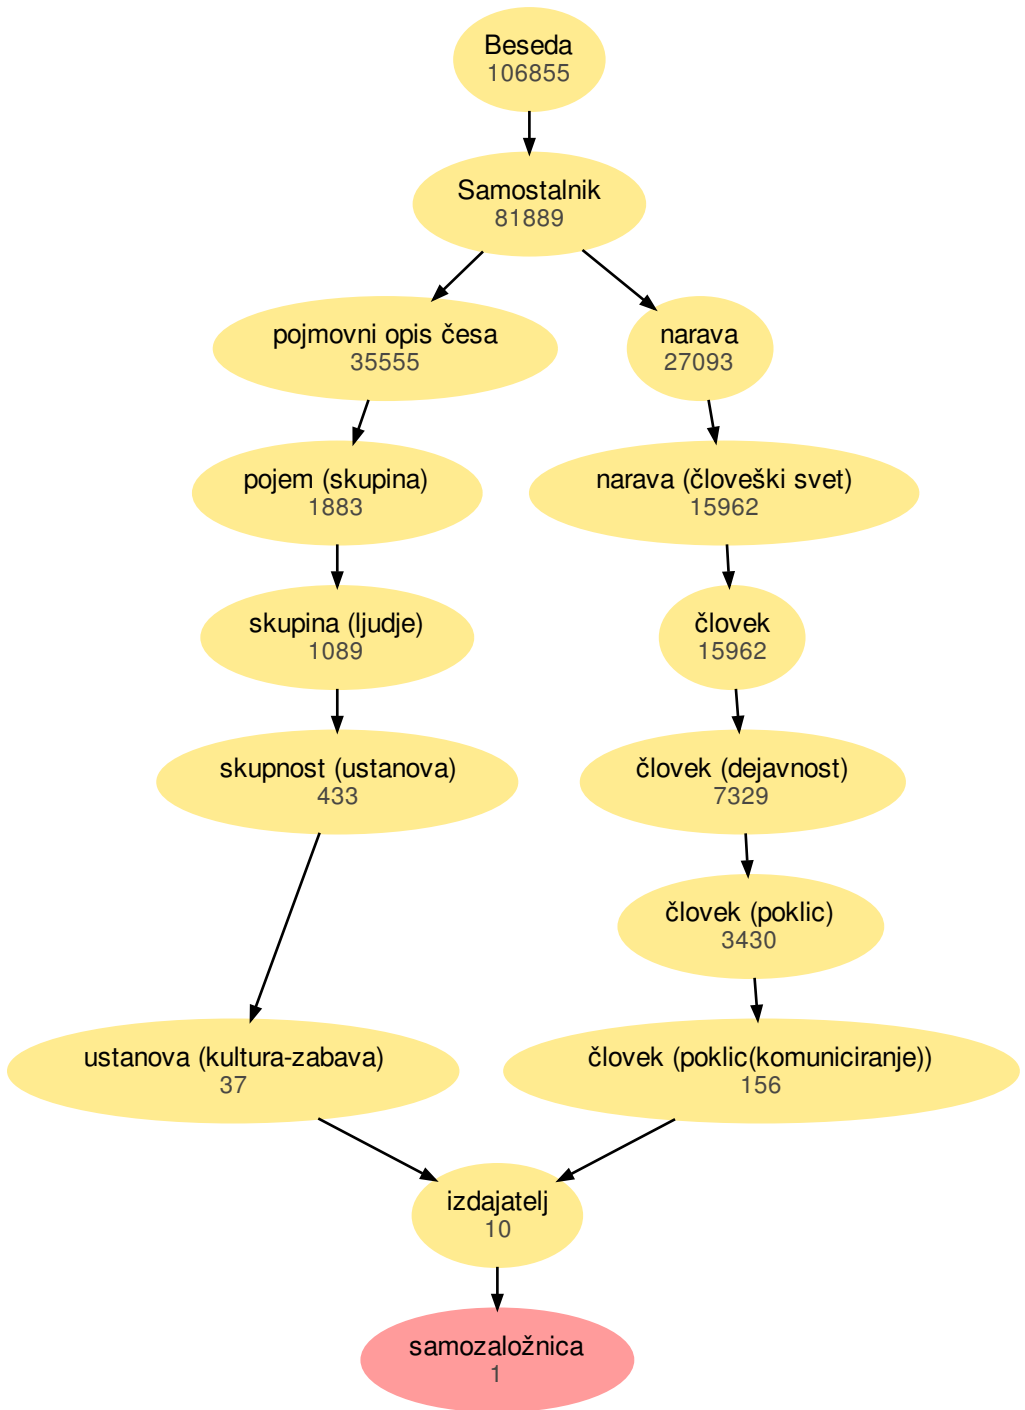 Beseda
106855
Samostalnik
81889
pojmovni opis česa
35555
narava
27093
pojem (skupina)
1883
narava (človeški svet)
15962
skupina (ljudje)
1089
človek
15962
skupnost (ustanova)
433
človek (dejavnost)
7329
človek (poklic)
3430
ustanova (kultura-zabava)
37
človek (poklic(komuniciranje))
156
izdajatelj
10
samozaložnica
1